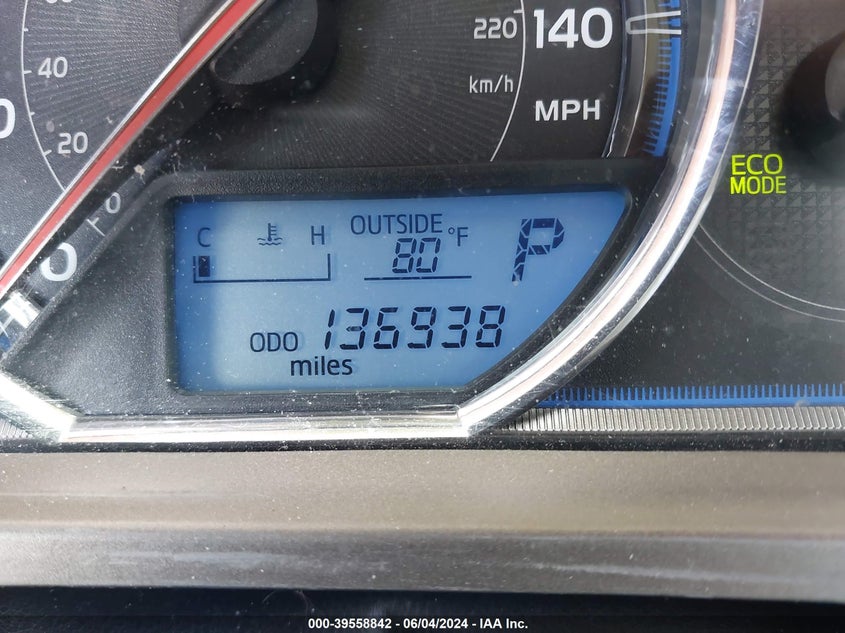 220 140
40
km/h
MPH
20
0
0
ECO
MODE
C H OUTSIDE °F P
80
ODO 136938
miles
000-39558842 - 06/04/2024 - IAA Inc.